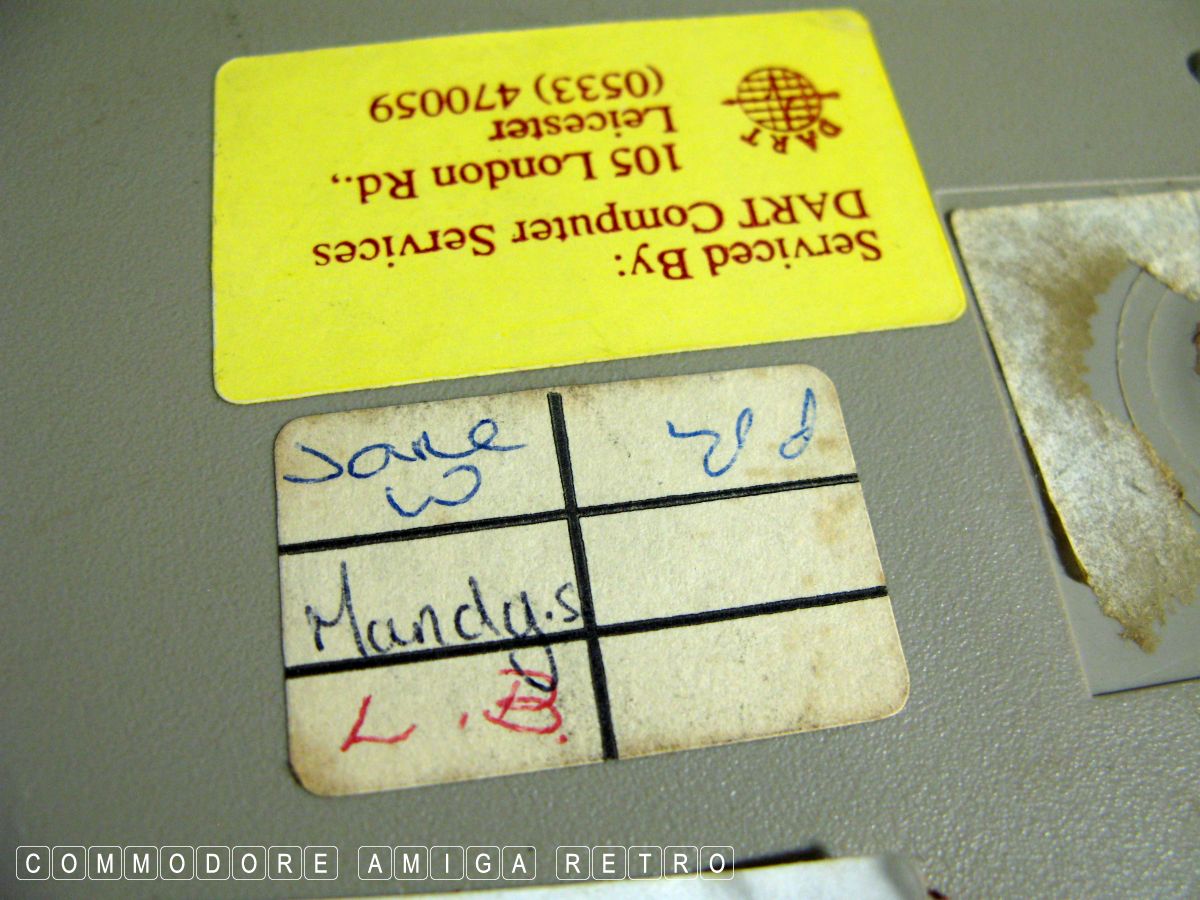 Serviced By:
DART Computer Services
105 London Rd.,
Leicester
(0533) 470059
DART
Jane
W
Mandy.S
L.B.
COMMODORE AMIGA RETRO